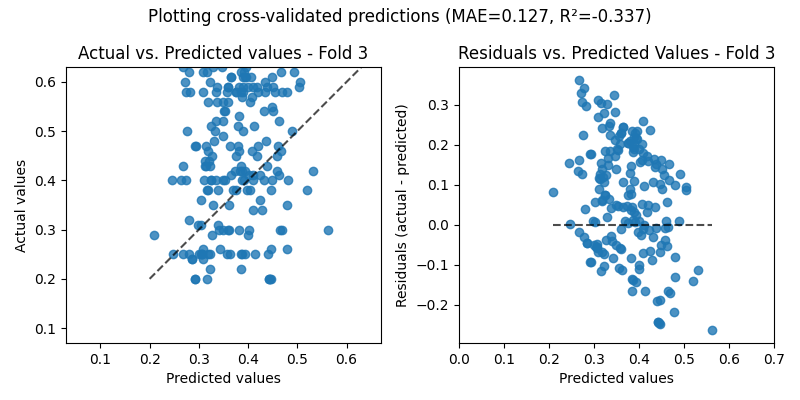 Plotting cross-validated predictions (MAE=0.127, R²=-0.337)
Actual vs. Predicted values - Fold 3
Residuals vs. Predicted Values - Fold 3
Actual values
0.6
0.5
0.4
0.3
0.2
0.1
0.1 0.2 0.3 0.4 0.5 0.6
Predicted values
Residuals (actual - predicted)
0.3
0.2
0.1
0.0
−0.1
−0.2
0.0 0.1 0.2 0.3 0.4 0.5 0.6 0.7
Predicted values